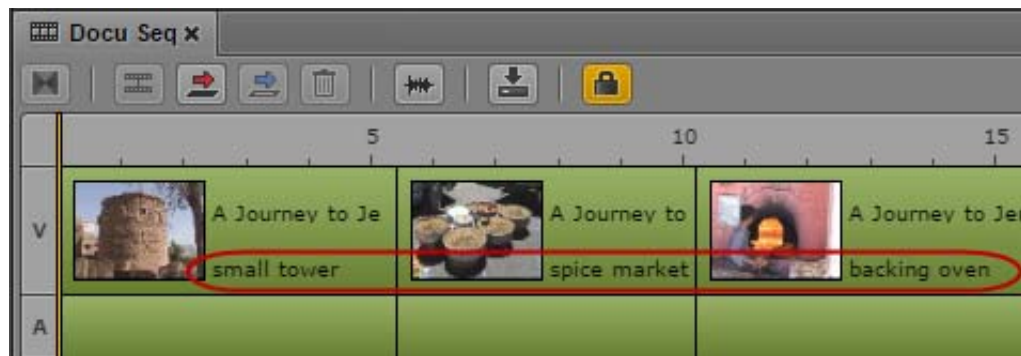 Docu Seq x
5 10 15
V
A Journey to Je A Journey to A Journey to Jer
small tower spice market backing oven
A